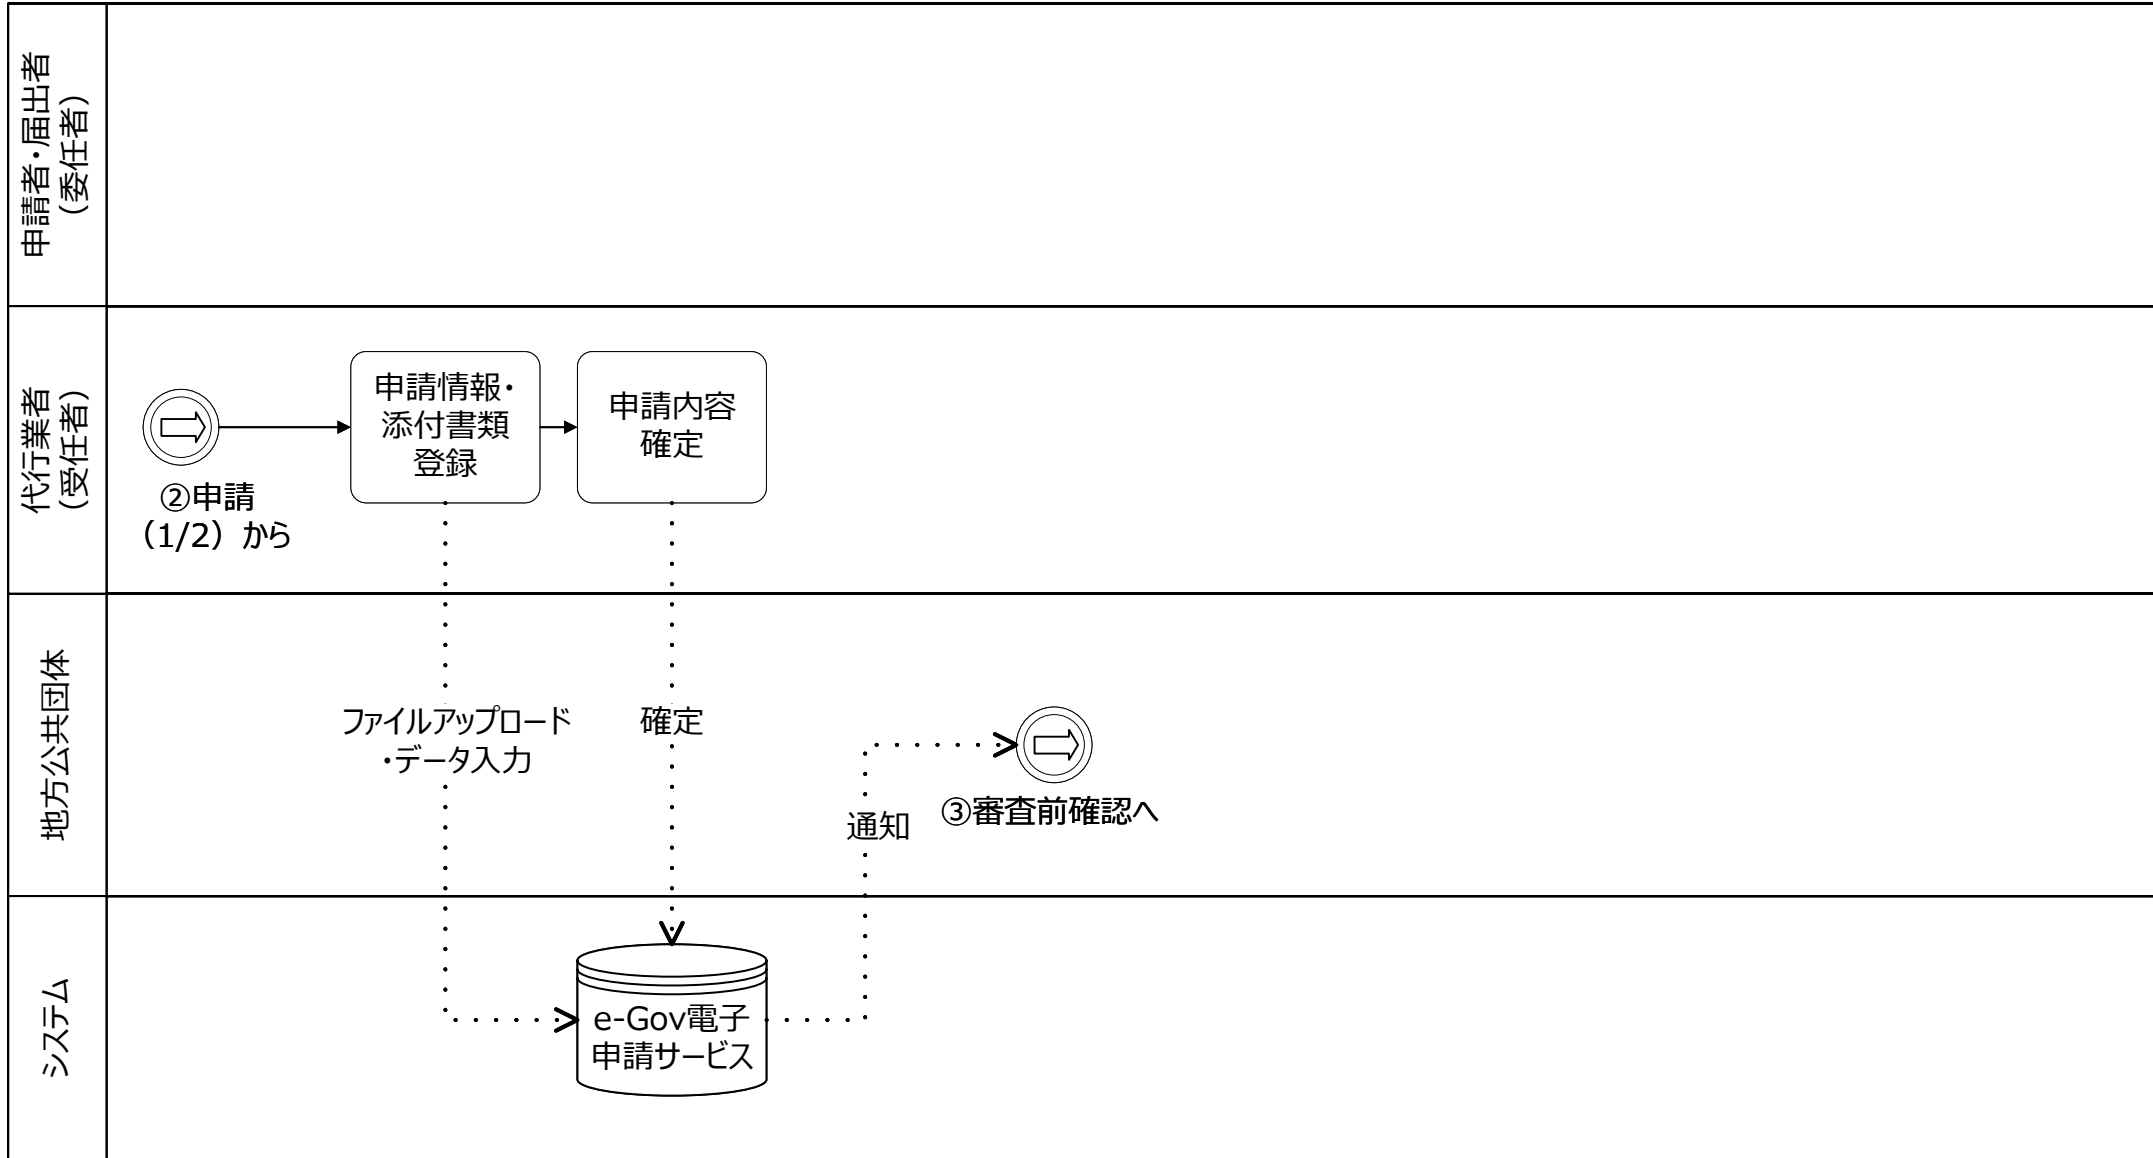 申請者・届出者
（委任者）
代行業者
（受任者）
②申請
（1/2）から
申請情報・
添付書類
登録
申請内容
確定
地方公共団体
ファイルアップロード
・データ入力
確定
通知
③審査前確認へ
システム
e-Gov電子
申請サービス